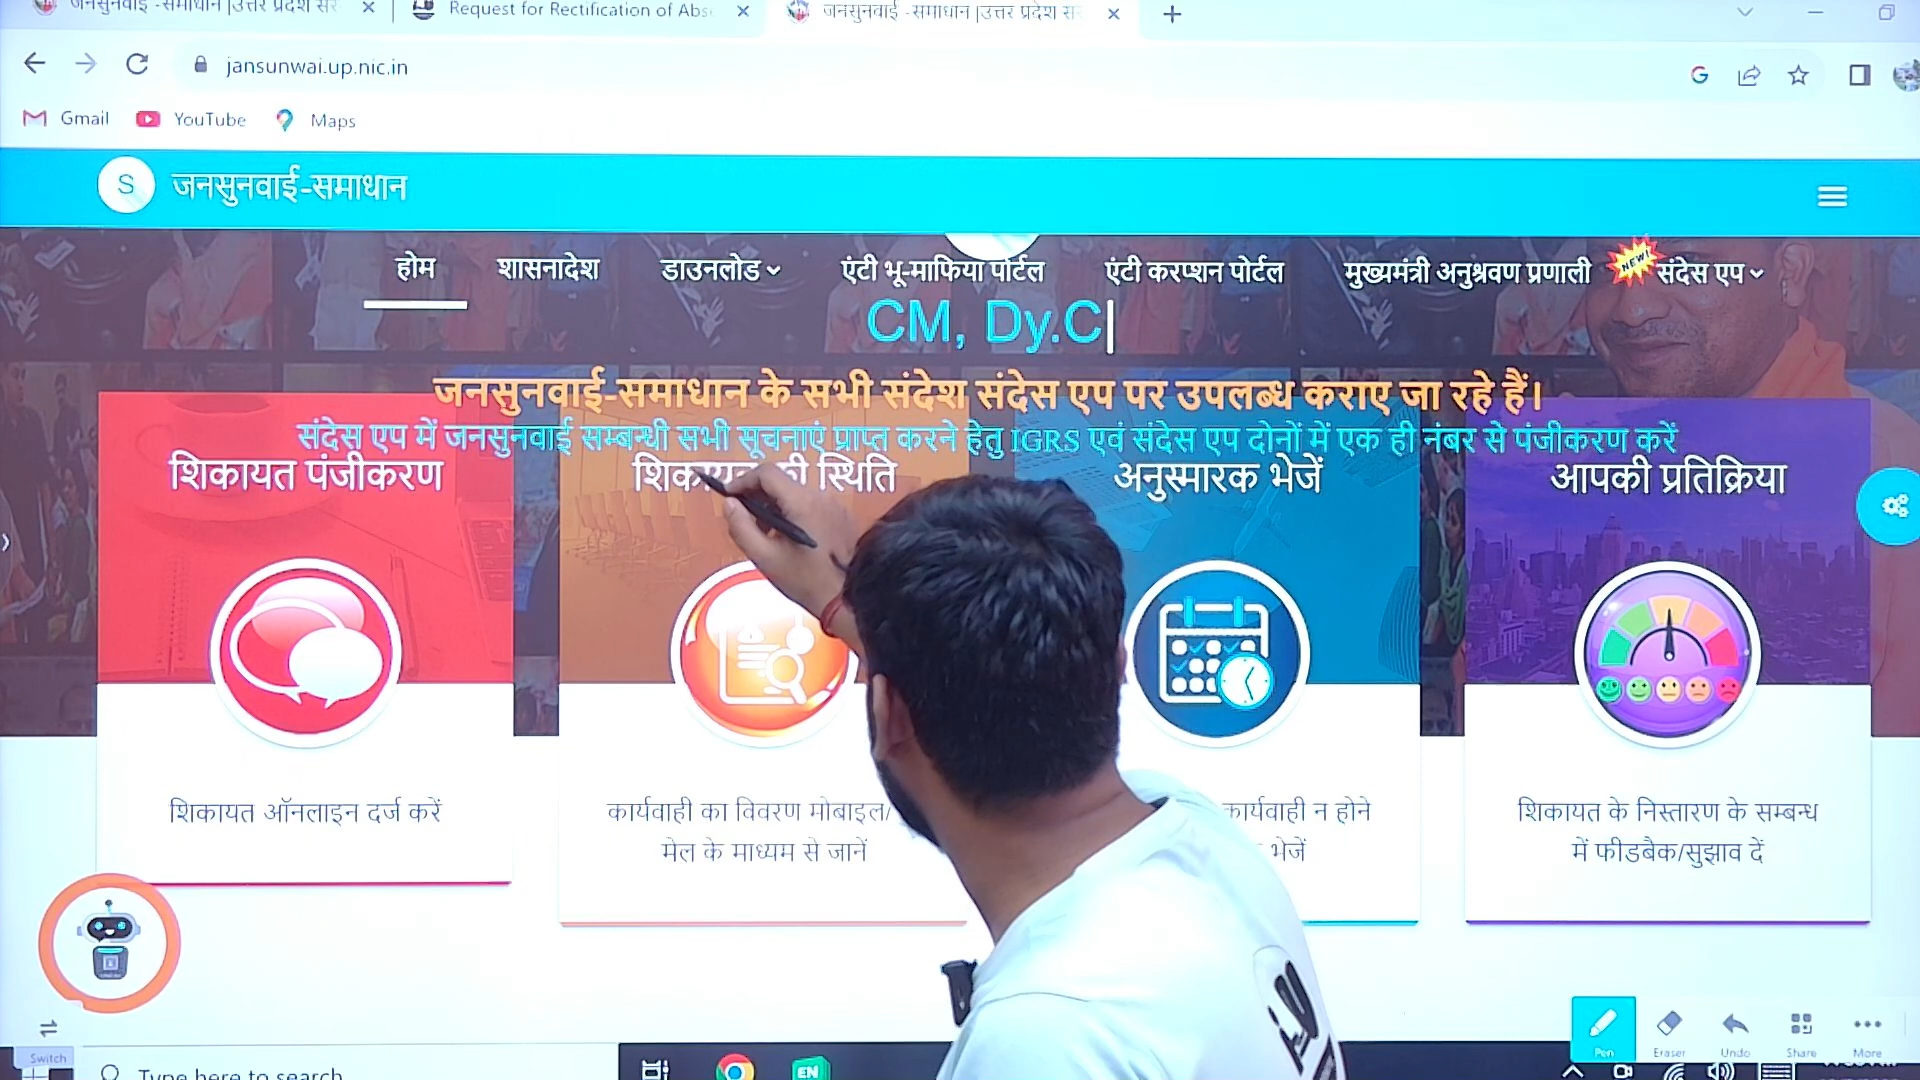 जनसुनवाई -समाधान |उत्तर प्रदेश सर
Request for Rectification of Abs
जनसुनवाई -समाधान |उत्तर प्रदेश सर
jansunwai.up.nic.in
Gmail YouTube Maps
S जनसुनवाई-समाधान
होम शासनादेश डाउनलोड एंटी भू-माफिया पोर्टल एंटी करप्शन पोर्टल मुख्यमंत्री अनुश्रवण प्रणाली NEW! संदेस एप
CM, Dy.C
जनसुनवाई-समाधान के सभी संदेश संदेस एप पर उपलब्ध कराए जा रहे हैं।
संदेस एप में जनसुनवाई सम्बन्धी सभी सूचनाएं प्राप्त करने हेतु IGRS एवं संदेस एप दोनों में एक ही नंबर से पंजीकरण करें
शिकायत पंजीकरण
शिकायत ऑनलाइन दर्ज करें
स्थिति
कार्यवाही का विवरण मोबाइल/
मेल के माध्यम से जानें
अनुस्मारक भेजें
कार्यवाही न होने
भेजें
आपकी प्रतिक्रिया
शिकायत के निस्तारण के सम्बन्ध
में फीडबैक/सुझाव दें
Switch
Pen Eraser Undo Share More
Type here to search
EN